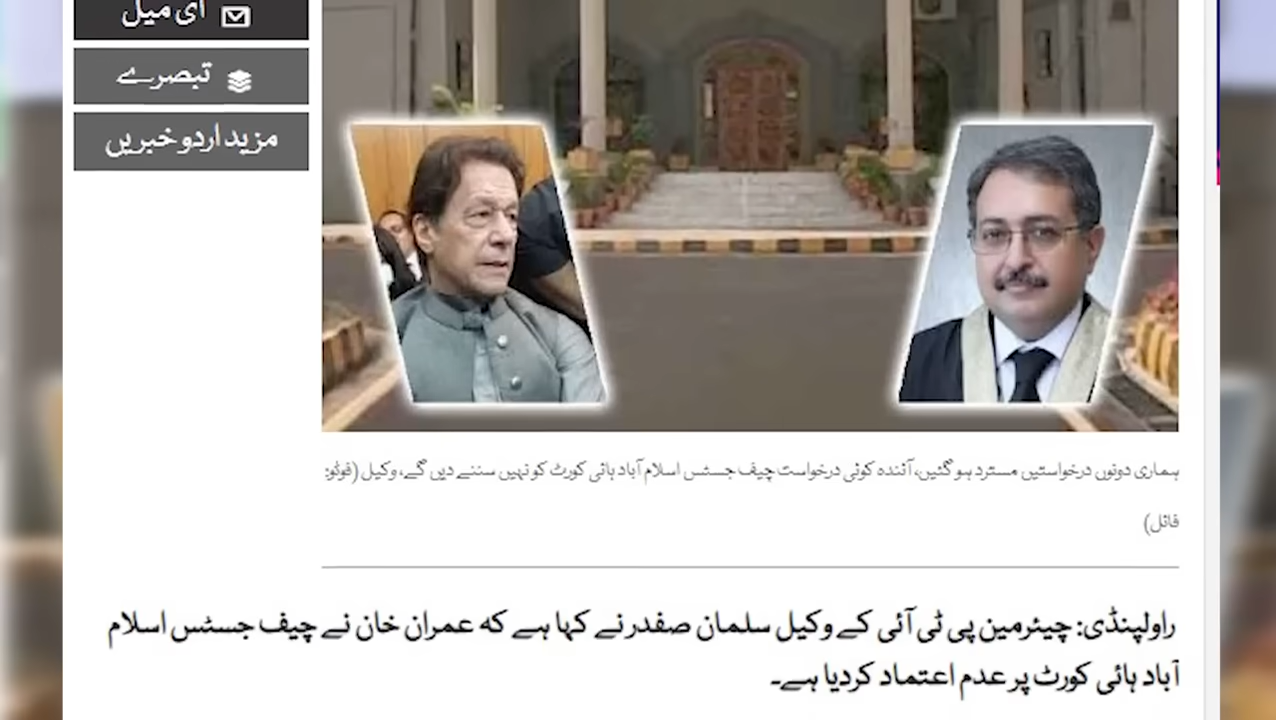 ای میل
تبصرے
مزید اردو خبریں
ہماری دونوں درخواستیں مسترد ہوگئیں، آئندہ کوئی درخواست چیف جسٹس اسلام آباد ہائی کورٹ کو نہیں سننے دیں گے، وکیل (فوٹو:
فائل)
راولپنڈی: چیئرمین پی ٹی آئی کے وکیل سلمان صفدر نے کہا ہے کہ عمران خان نے چیف جسٹس اسلام
آباد ہائی کورٹ پر عدم اعتماد کردیا ہے۔